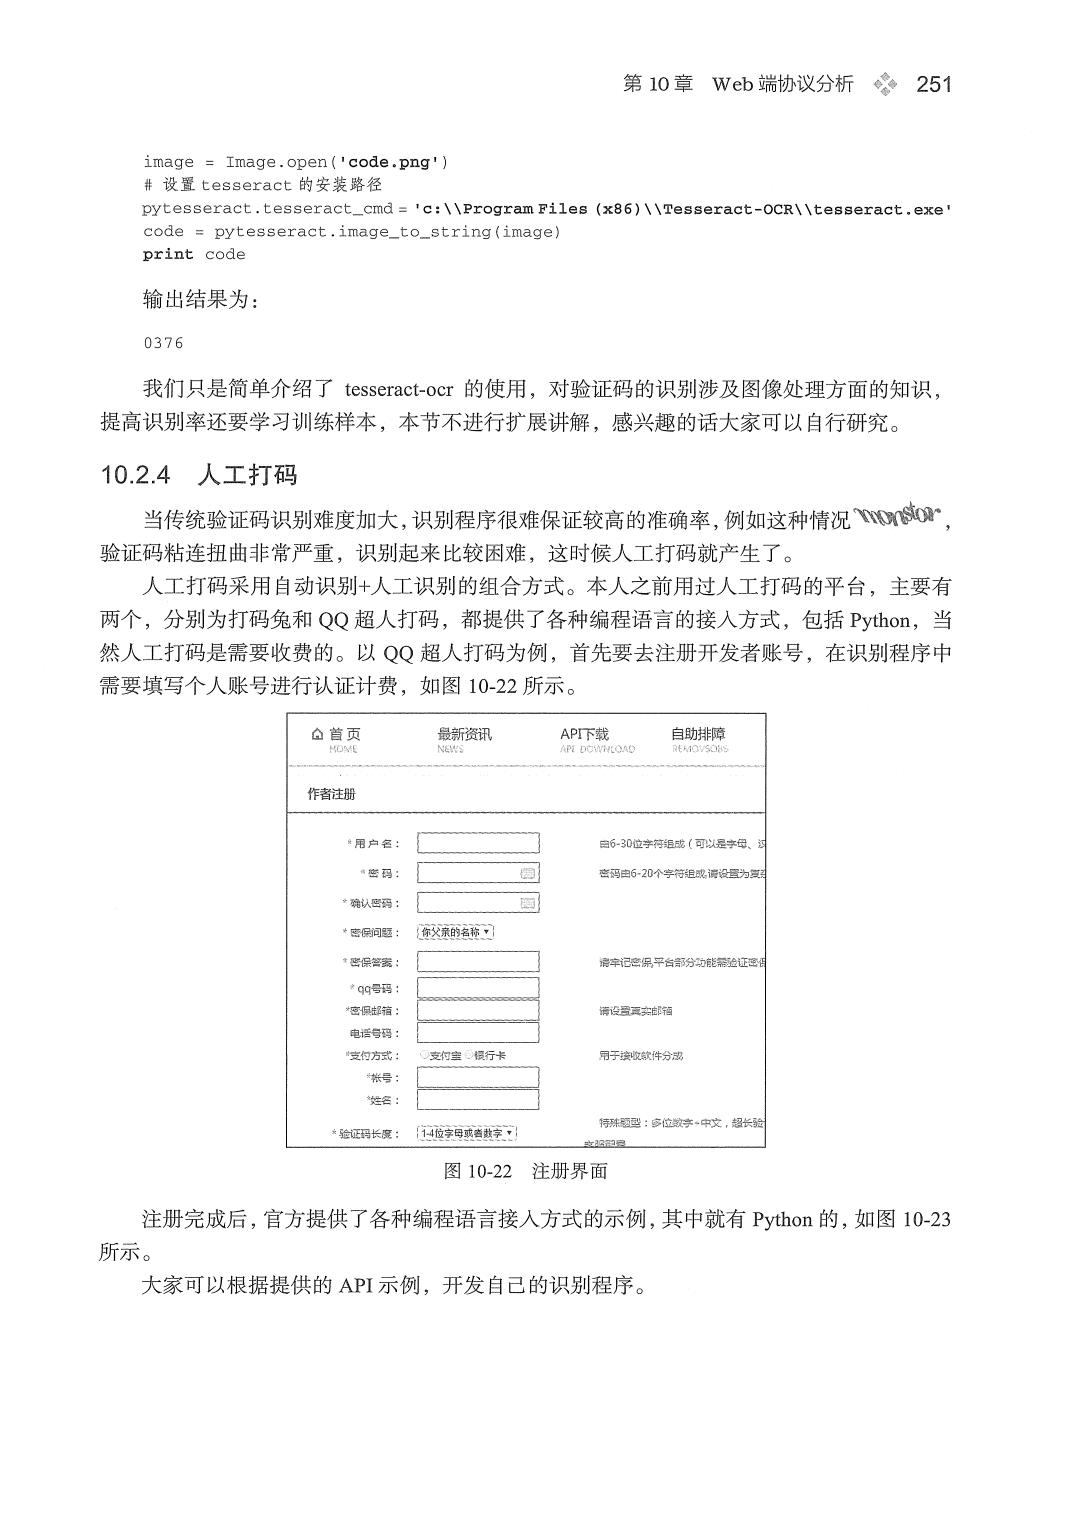 第 10 章 Web 端协议分析 251
image = Image.open('code.png')
# 设置 tesseract 的安装路径
pytesseract.tesseract_cmd = 'c:\\Program Files (x86)\\Tesseract-OCR\\tesseract.exe'
code = pytesseract.image_to_string(image)
print code
输出结果为：
0376
我们只是简单介绍了 tesseract-ocr 的使用，对验证码的识别涉及图像处理方面的知识，
提高识别率还要学习训练样本，本节不进行扩展讲解，感兴趣的话大家可以自行研究。
10.2.4 人工打码
当传统验证码识别难度加大，识别程序很难保证较高的准确率，例如这种情况 monstor，
验证码粘连扭曲非常严重，识别起来比较困难，这时候人工打码就产生了。
人工打码采用自动识别+人工识别的组合方式。本人之前用过人工打码的平台，主要有
两个，分别为打码兔和 QQ 超人打码，都提供了各种编程语言的接入方式，包括 Python，当
然人工打码是需要收费的。以 QQ 超人打码为例，首先要去注册开发者账号，在识别程序中
需要填写个人账号进行认证计费，如图 10-22 所示。
首页 最新资讯 API下载 自助排障
HOME NEWS API DOWNLOAD REMOVSOBS
作者注册
*用户名： 由6-30位字符组成（可以是字母、汉
*密码： 密码由6-20个字符组成,请设置为复杂
*确认密码：
*密保问题： 你父亲的名称
*密保答案： 请牢记密保,平台部分功能需验证密保
*qq号码：
*密保邮箱： 请设置真实邮箱
电话号码：
*支付方式： 支付宝 银行卡 用于接收软件分成
*帐号：
*姓名：
特殊题型：多位数字+中文，超长验
*验证码长度： 1-4位字母或者数字
图 10-22 注册界面
注册完成后，官方提供了各种编程语言接入方式的示例，其中就有 Python 的，如图 10-23
所示。
大家可以根据提供的 API 示例，开发自己的识别程序。